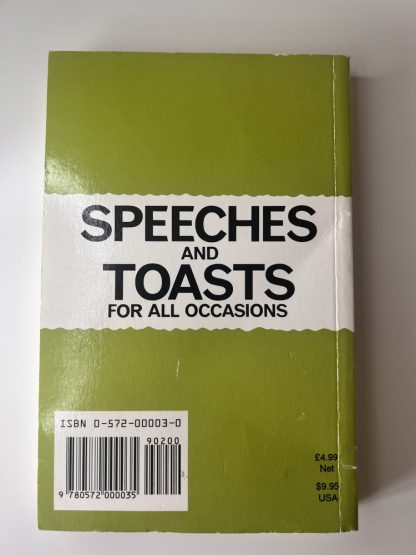 SPEECHES
AND
TOASTS
FOR ALL OCCASIONS
ISBN 0-572-00003-0
90200
9 780572 000035
£4.99
Net
$9.95
USA